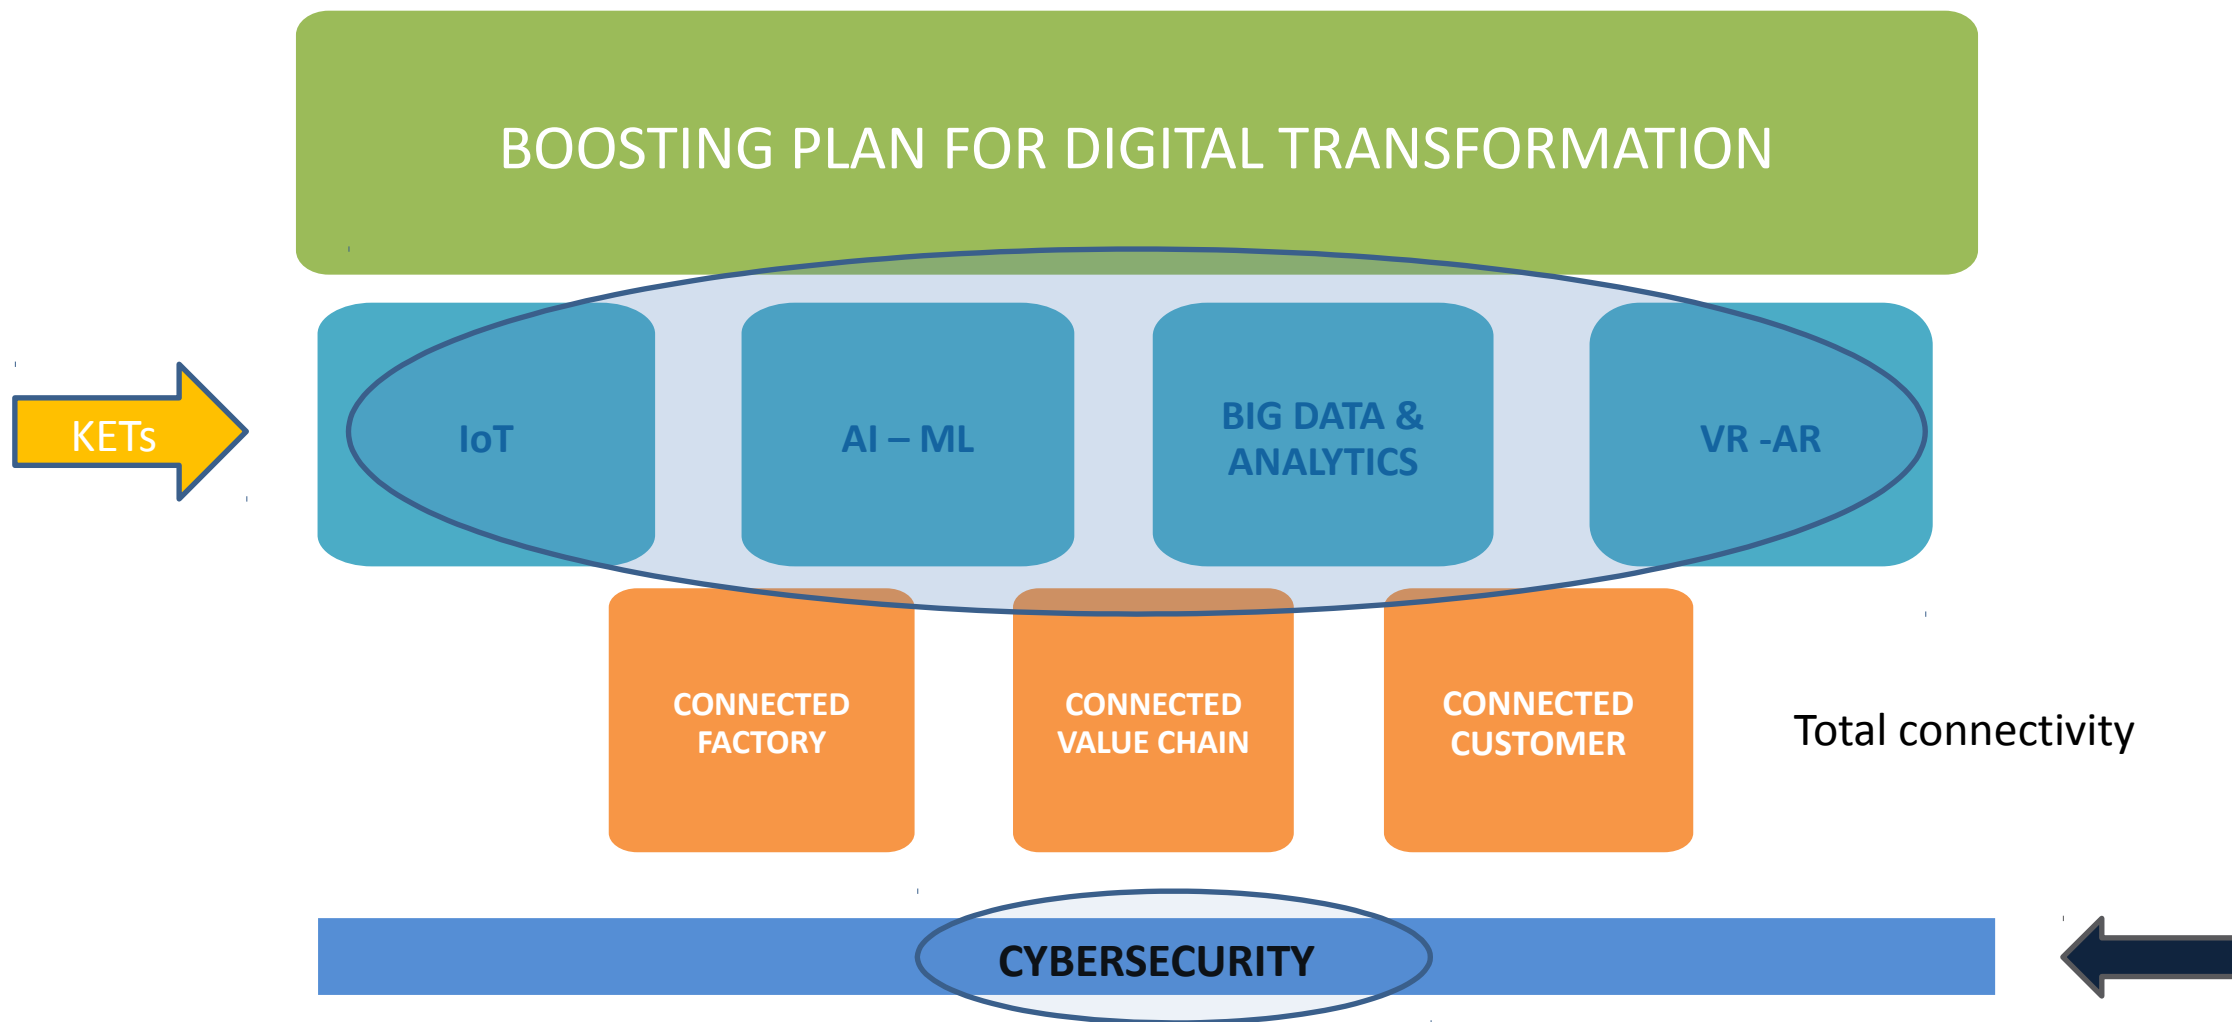 BOOSTING PLAN FOR DIGITAL TRANSFORMATION
KETs
IoT
AI – ML
BIG DATA &
ANALYTICS
VR -AR
CONNECTED
FACTORY
CONNECTED
VALUE CHAIN
CONNECTED
CUSTOMER
Total connectivity
CYBERSECURITY